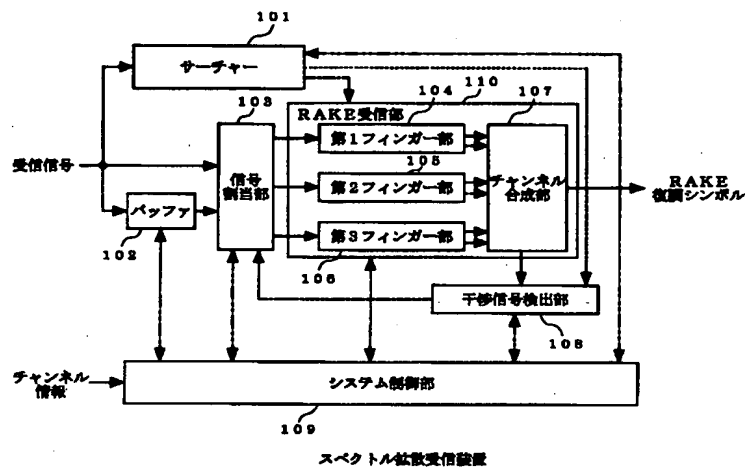 101
サーチャー
103
110
104
107
RAKE受信部
第1フィンガー部
受信信号
信号
割当部
105
第2フィンガー部
チャンネル
合成部
RAKE
復調シンボル
バッファ
102
第3フィンガー部
106
干渉信号検出部
108
チャンネル
情報
システム制御部
109
スペクトル拡散受信装置